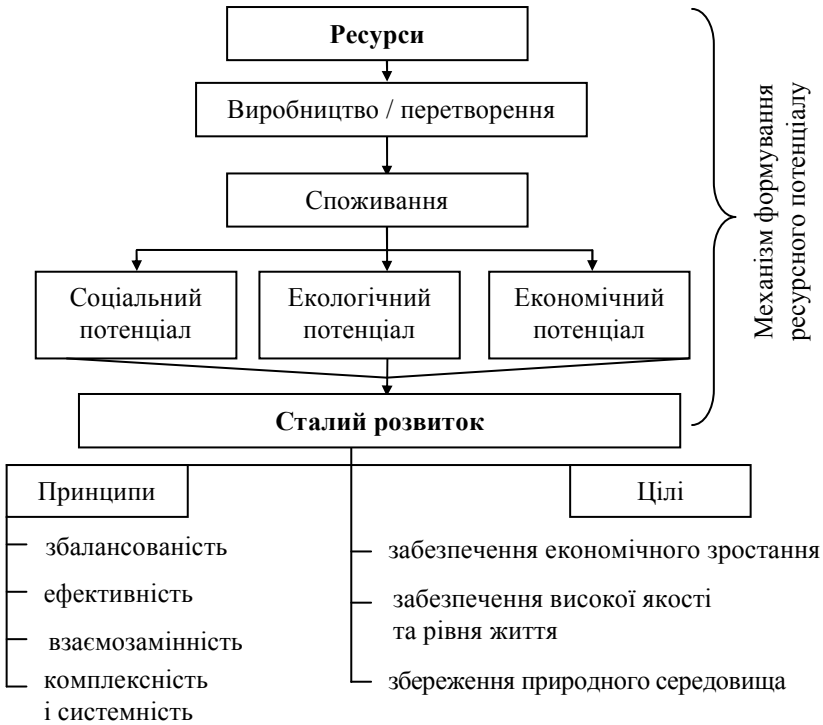 Ресурси
Виробництво / перетворення
Споживання
Соціальний
потенціал
Екологічний
потенціал
Економічний
потенціал
Сталий розвиток
Механізм формування
ресурсного потенціалу
Принципи
збалансованість
ефективність
взаємозамінність
комплексність
і системність
Цілі
забезпечення економічного зростання
забезпечення високої якості
та рівня життя
збереження природного середовища